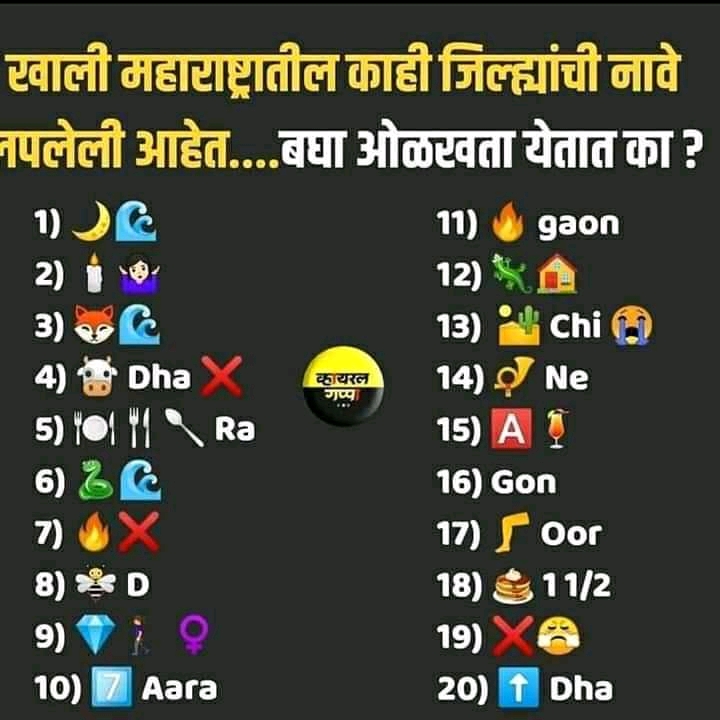 खाली महाराष्ट्रातील काही जिल्ह्यांची नावे
लपलेली आहेत....बघा ओळखता येतात का ?
1) 🌙🌊
2) 🕯️🤷🏻‍♀️
3) 🦊🌊
4) 🐮 Dha ❌
5) 🍽️🍴🥄 Ra
6) 🐍🌊
7) 🔥❌
8) 🐝 D
9) 💎🚶‍♀️♀️
10) 7️⃣ Aara
व्हायरल
गप्पा
11) 🔥 gaon
12) 🦎🏠
13) 🏜️ Chi 😭
14) 📯 Ne
15) 🅰️🍹
16) Gon
17) 🦵 Oor
18) 🥞 1 1/2
19) ❌😤
20) ⬆️ Dha